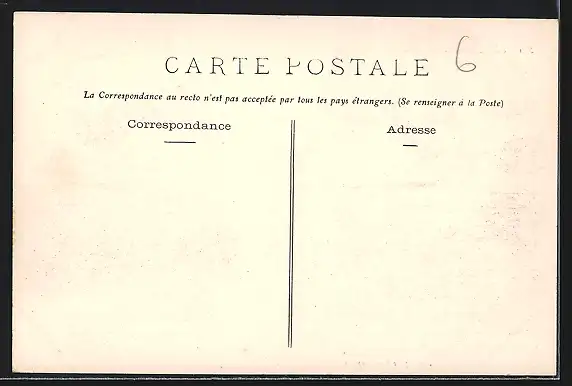 CARTE POSTALE 6
La Correspondance au recto n'est pas acceptée par tous les pays étrangers. (Se renseigner à la Poste)
Correspondance
Adresse